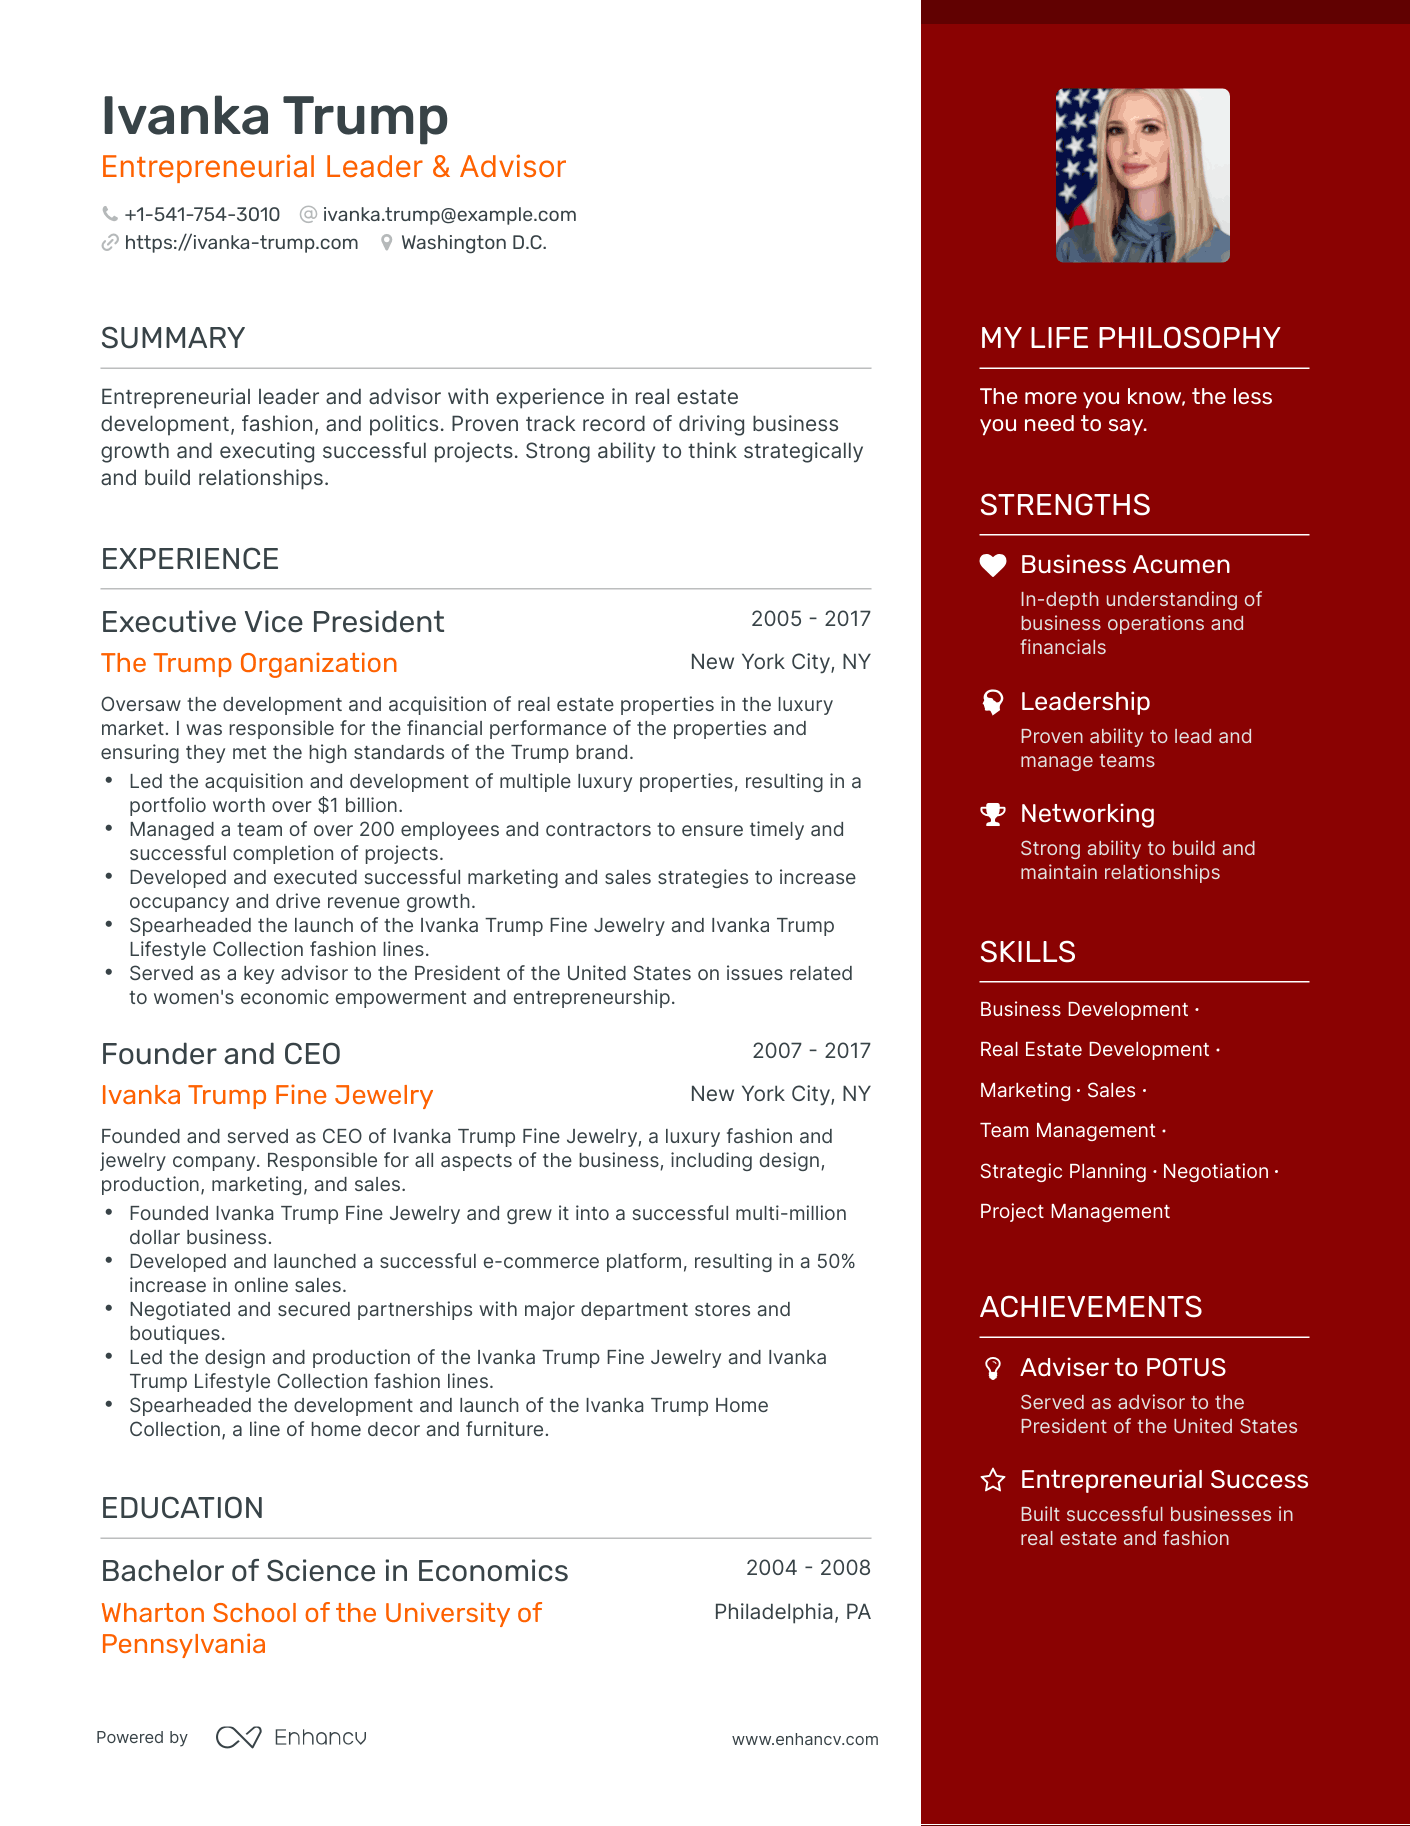 Ivanka Trump
Entrepreneurial Leader & Advisor
+1-541-754-3010 @ ivanka.trump@example.com
https://ivanka-trump.com Washington D.C.
SUMMARY
Entrepreneurial leader and advisor with experience in real estate
development, fashion, and politics. Proven track record of driving business
growth and executing successful projects. Strong ability to think strategically
and build relationships.
EXPERIENCE
Executive Vice President 2005 - 2017
The Trump Organization New York City, NY
Oversaw the development and acquisition of real estate properties in the luxury
market. I was responsible for the financial performance of the properties and
ensuring they met the high standards of the Trump brand.
• Led the acquisition and development of multiple luxury properties, resulting in a
portfolio worth over $1 billion.
• Managed a team of over 200 employees and contractors to ensure timely and
successful completion of projects.
• Developed and executed successful marketing and sales strategies to increase
occupancy and drive revenue growth.
• Spearheaded the launch of the Ivanka Trump Fine Jewelry and Ivanka Trump
Lifestyle Collection fashion lines.
• Served as a key advisor to the President of the United States on issues related
to women's economic empowerment and entrepreneurship.
Founder and CEO 2007 - 2017
Ivanka Trump Fine Jewelry New York City, NY
Founded and served as CEO of Ivanka Trump Fine Jewelry, a luxury fashion and
jewelry company. Responsible for all aspects of the business, including design,
production, marketing, and sales.
• Founded Ivanka Trump Fine Jewelry and grew it into a successful multi-million
dollar business.
• Developed and launched a successful e-commerce platform, resulting in a 50%
increase in online sales.
• Negotiated and secured partnerships with major department stores and
boutiques.
• Led the design and production of the Ivanka Trump Fine Jewelry and Ivanka
Trump Lifestyle Collection fashion lines.
• Spearheaded the development and launch of the Ivanka Trump Home
Collection, a line of home decor and furniture.
EDUCATION
Bachelor of Science in Economics 2004 - 2008
Wharton School of the University of Philadelphia, PA
Pennsylvania
Powered by Enhancv www.enhancv.com
MY LIFE PHILOSOPHY
The more you know, the less
you need to say.
STRENGTHS
Business Acumen
In-depth understanding of
business operations and
financials
Leadership
Proven ability to lead and
manage teams
Networking
Strong ability to build and
maintain relationships
SKILLS
Business Development ·
Real Estate Development ·
Marketing · Sales ·
Team Management ·
Strategic Planning · Negotiation ·
Project Management
ACHIEVEMENTS
Adviser to POTUS
Served as advisor to the
President of the United States
Entrepreneurial Success
Built successful businesses in
real estate and fashion